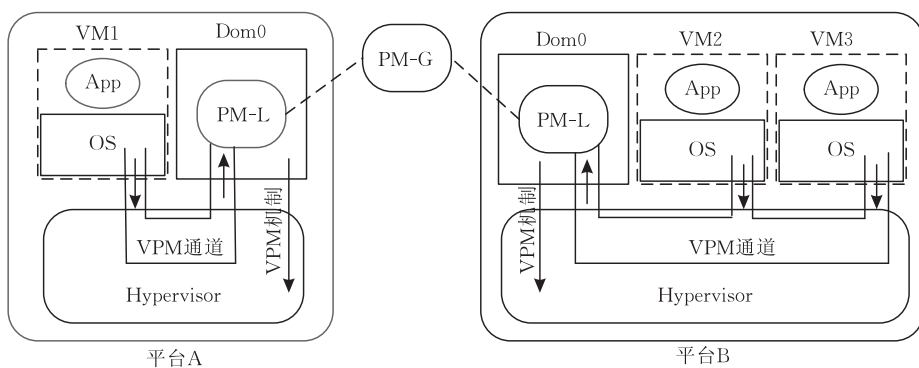 VM1
Dom0
App
PM-L
OS
VPM机制
VPM通道
Hypervisor
平台A
PM-G
Dom0
VM2
VM3
PM-L
App
App
OS
OS
VPM机制
VPM通道
Hypervisor
平台B